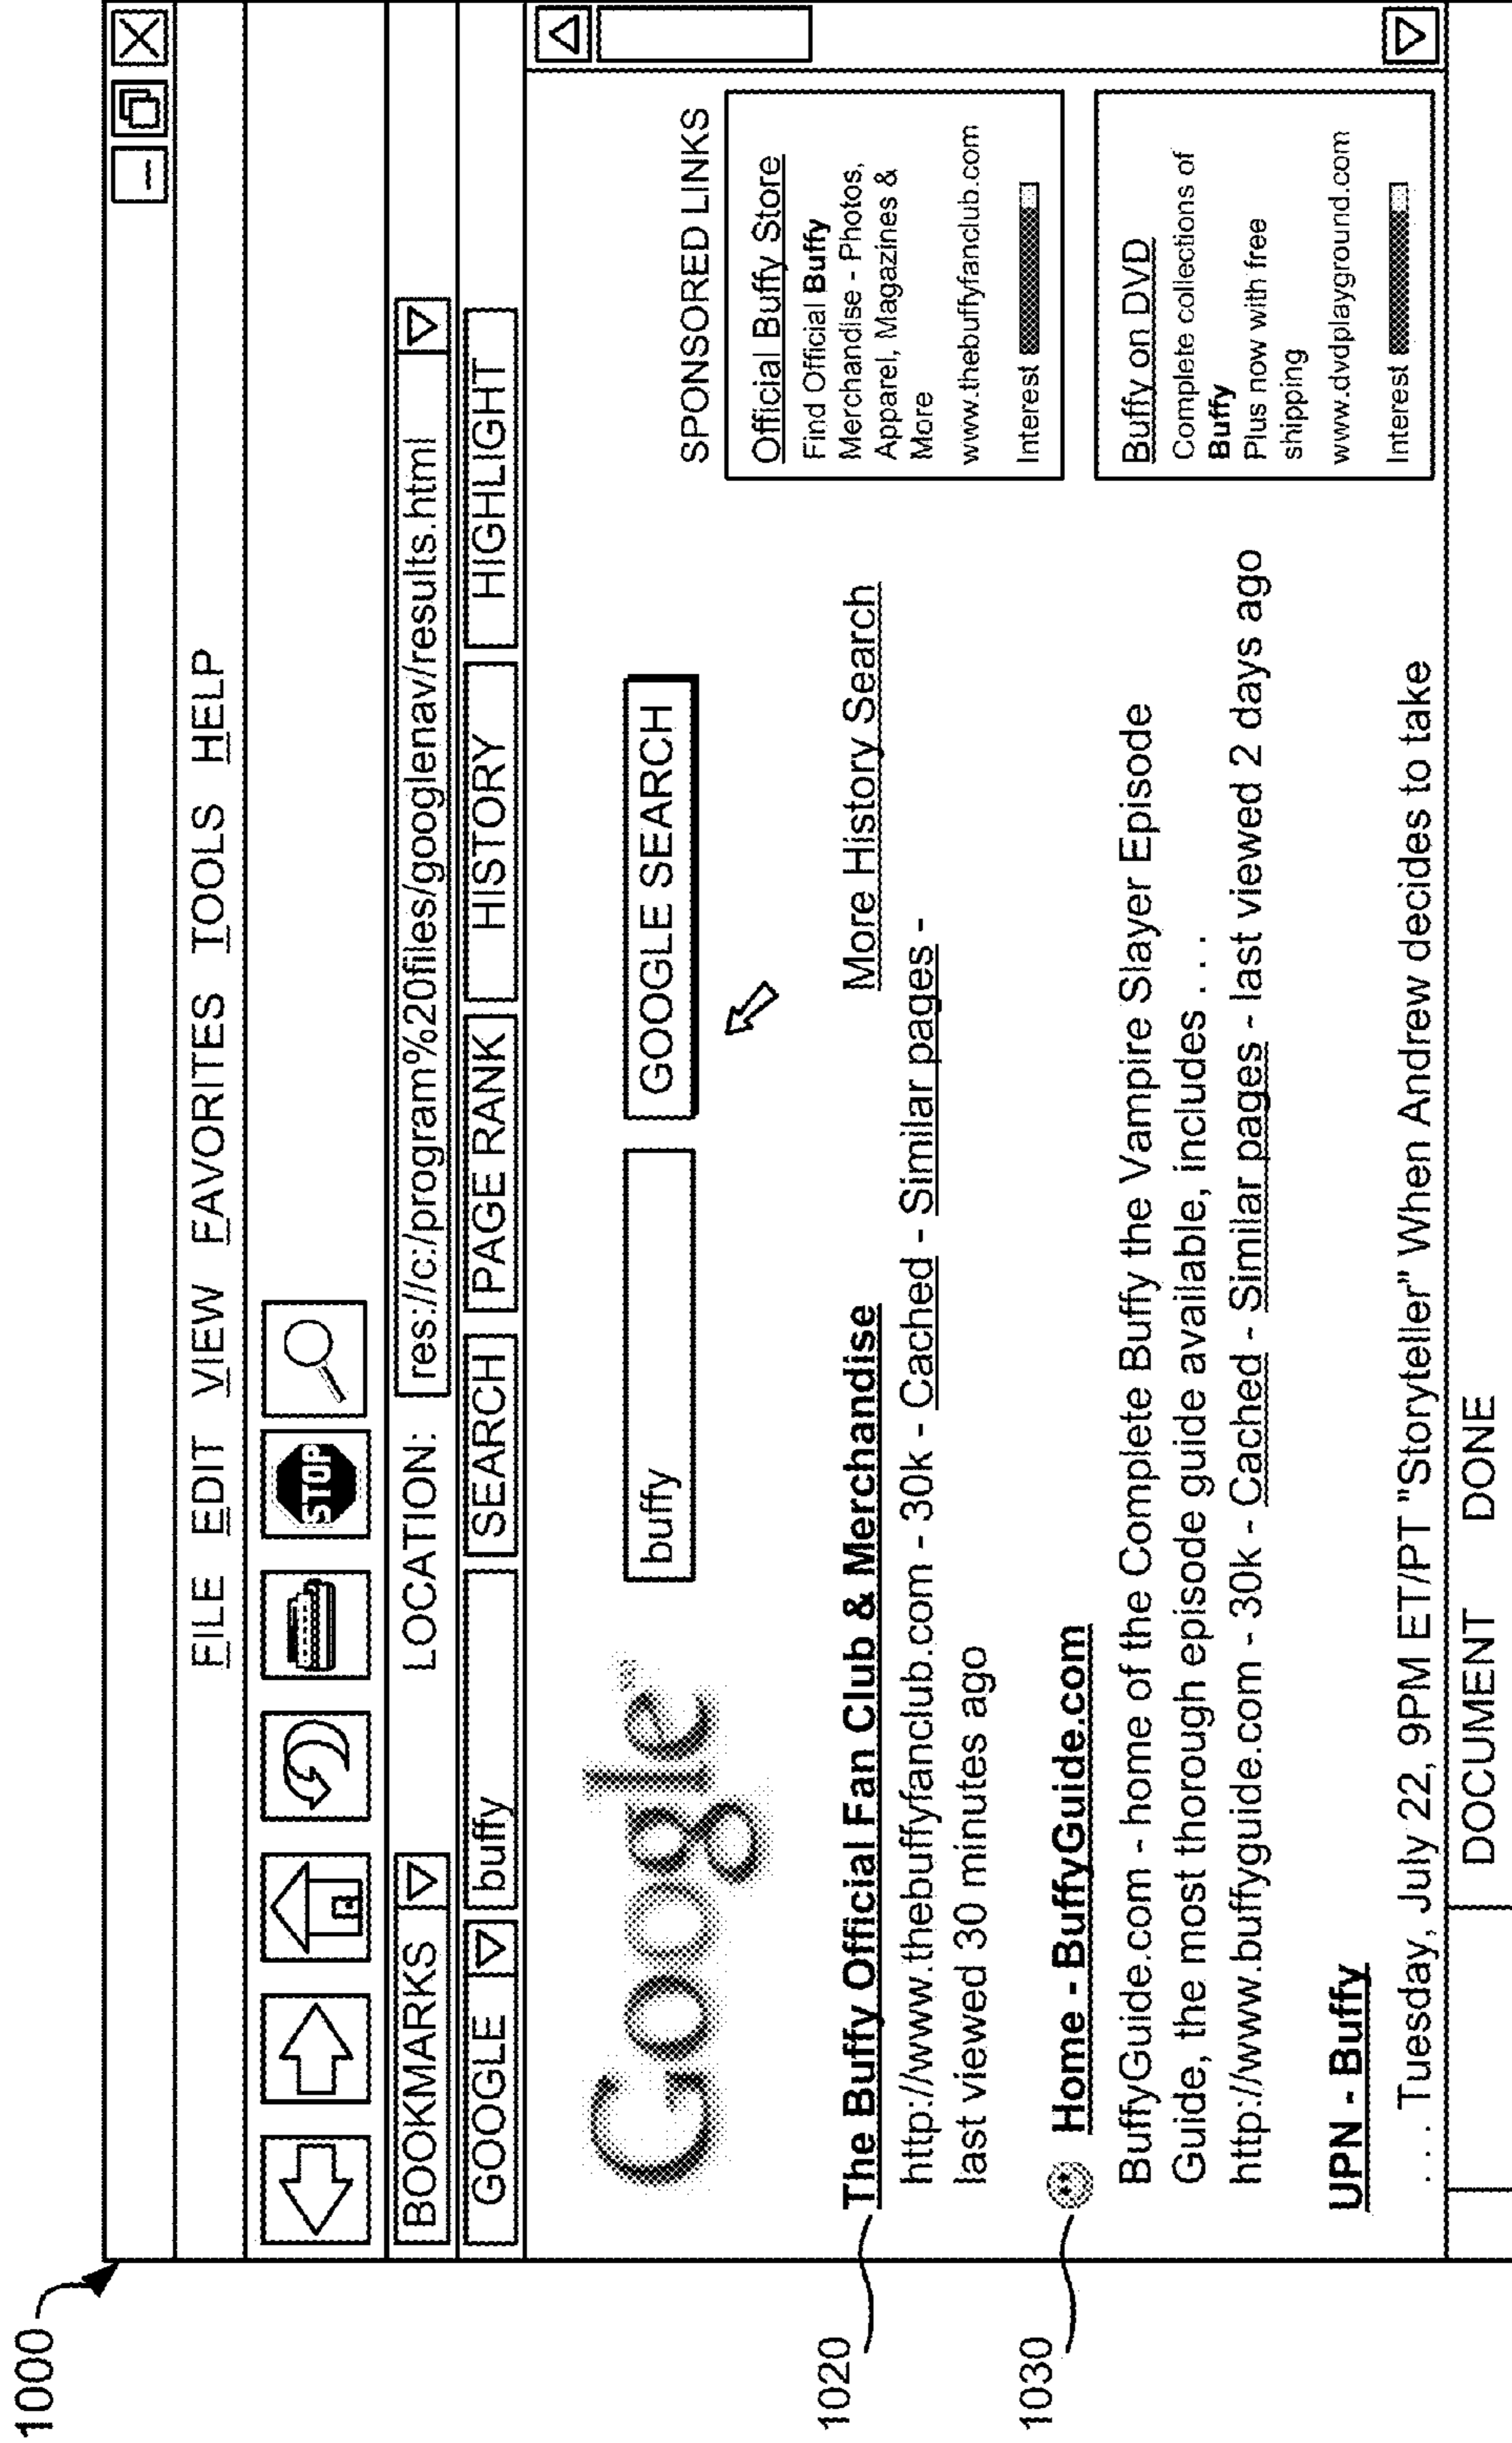 1000
FILE EDIT VIEW FAVORITES TOOLS HELP
STOP
BOOKMARKS LOCATION: res://c:/program%20files/googlenav/results.html
GOOGLE buffy SEARCH PAGE RANK HISTORY HIGHLIGHT
Google buffy GOOGLE SEARCH
1020
The Buffy Official Fan Club & Merchandise More History Search
http://www.thebuffyfanclub.com - 30k - Cached - Similar pages -
last viewed 30 minutes ago
1030
Home - BuffyGuide.com
BuffyGuide.com - home of the Complete Buffy the Vampire Slayer Episode
Guide, the most thorough episode guide available, includes . . . .
http://www.buffyguide.com - 30k - Cached - Similar pages - last viewed 2 days ago
UPN - Buffy
. . . Tuesday, July 22, 9PM ET/PT "Storyteller" When Andrew decides to take
SPONSORED LINKS
Official Buffy Store
Find Official Buffy
Merchandise - Photos,
Apparel, Magazines &
More
www.thebuffyfanclub.com
Interest
Buffy on DVD
Complete collections of
Buffy
Plus now with free
shipping
www.dvdplayground.com
Interest
DOCUMENT DONE